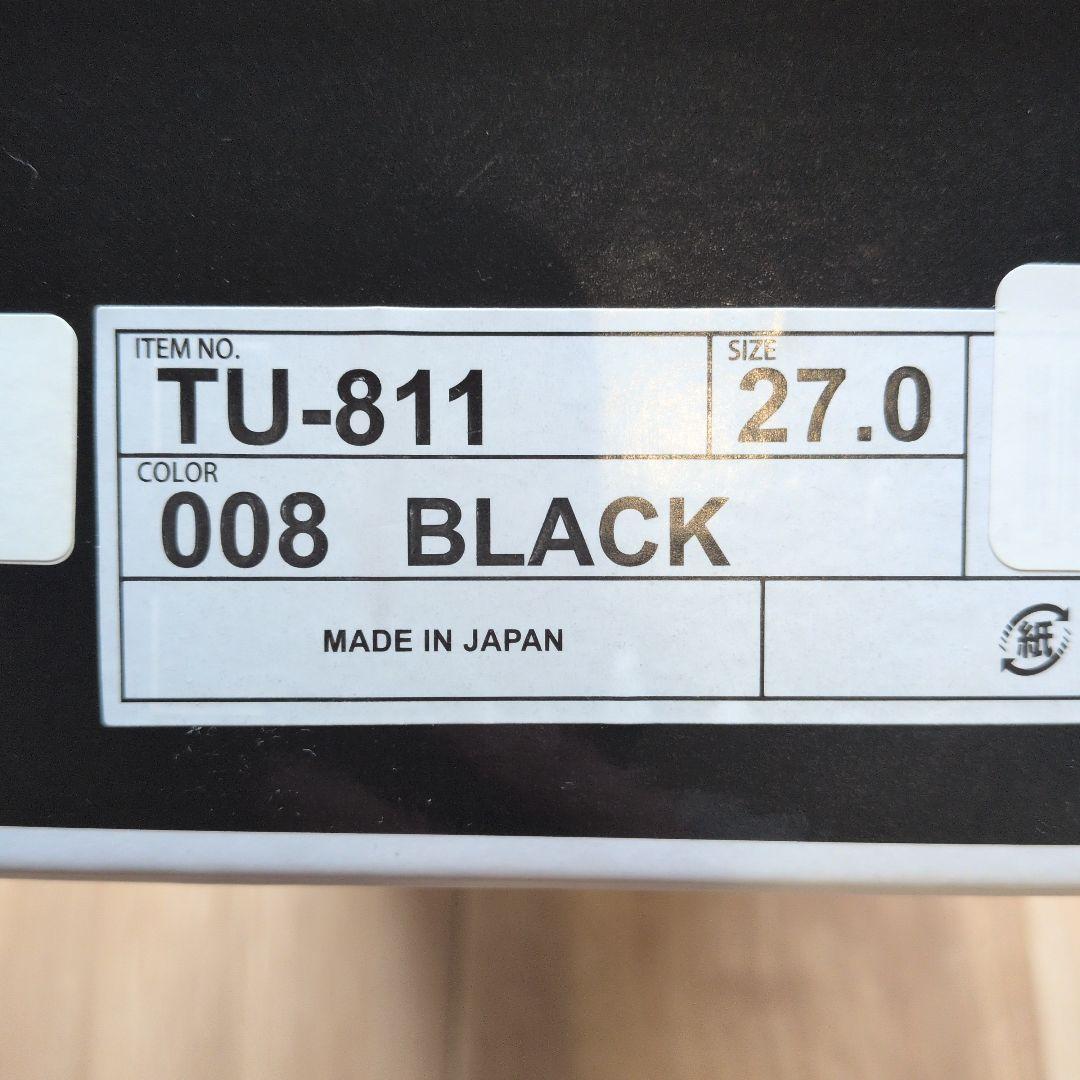 ITEM NO.
TU-811
SIZE
27.0
COLOR
008 BLACK
MADE IN JAPAN
紙